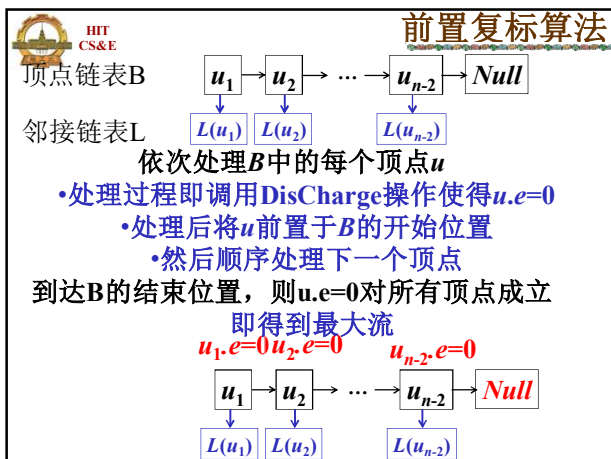 HIT
CS&E
前置复标算法
顶点链表B u₁ u₂ ... uₙ₋₂ Null
邻接链表L L(u₁) L(u₂) L(uₙ₋₂)
依次处理B中的每个顶点u
•处理过程即调用DisCharge操作使得u.e=0
•处理后将u前置于B的开始位置
•然后顺序处理下一个顶点
到达B的结束位置，则u.e=0对所有顶点成立
即得到最大流
u₁.e=0 u₂.e=0 uₙ₋₂.e=0
u₁ u₂ ... uₙ₋₂ Null
L(u₁) L(u₂) L(uₙ₋₂)